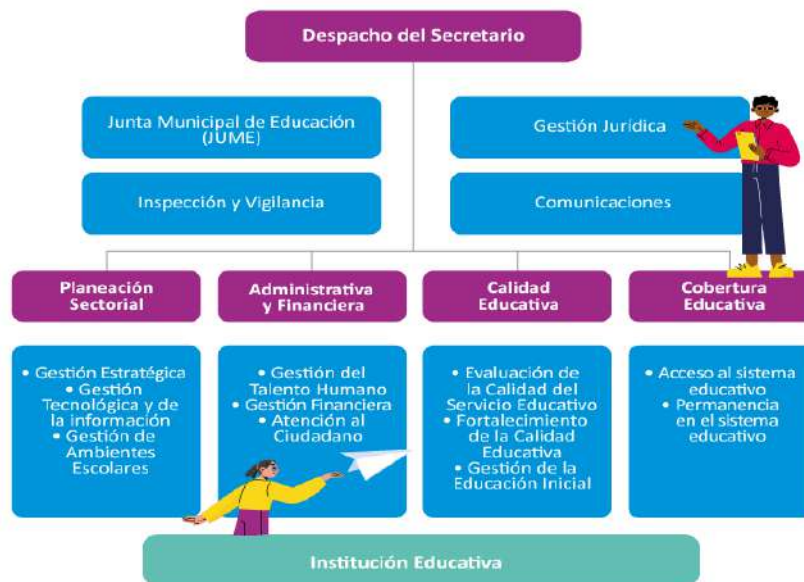 Despacho del Secretario
Junta Municipal de Educación
(JUME)
Gestión Jurídica
Inspección y Vigilancia
Comunicaciones
Planeación
Sectorial
Administrativa
y Financiera
Calidad
Educativa
Cobertura
Educativa
• Gestión Estratégica
• Gestión
Tecnológica y de
la información
• Gestión de
Ambientes
Escolares
• Gestión del
Talento Humano
• Gestión Financiera
• Atención al
Ciudadano
• Evaluación de
la Calidad del
Servicio Educativo
• Fortalecimiento
de la Calidad
Educativa
• Gestión de la
Educación Inicial
• Acceso al sistema
educativo
• Permanencia
en el sistema
educativo
Institución Educativa